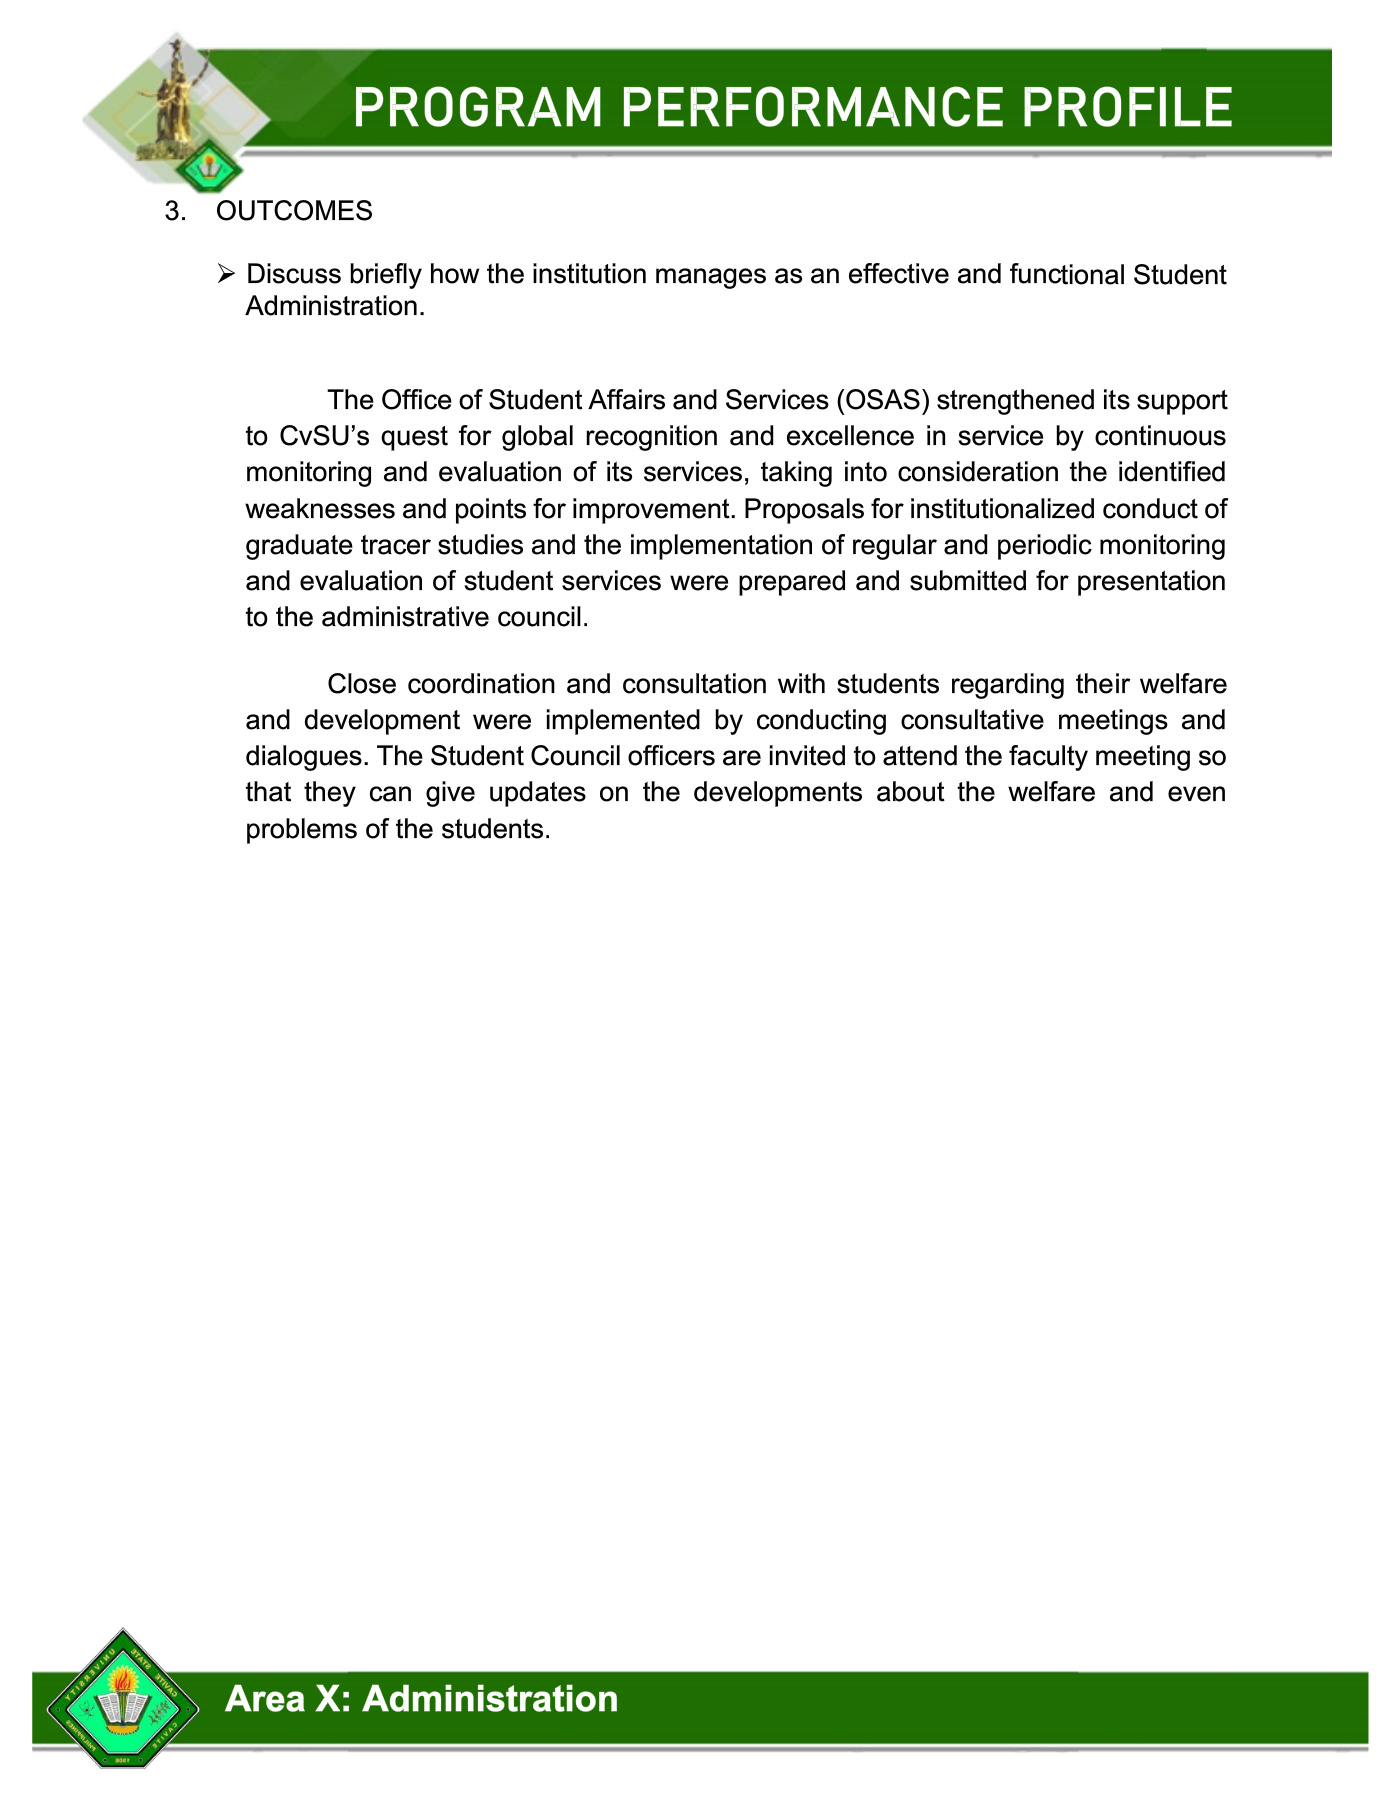 PROGRAM PERFORMANCE PROFILE
3. OUTCOMES
➢ Discuss briefly how the institution manages as an effective and functional Student
Administration.
The Office of Student Affairs and Services (OSAS) strengthened its support
to CvSU’s quest for global recognition and excellence in service by continuous
monitoring and evaluation of its services, taking into consideration the identified
weaknesses and points for improvement. Proposals for institutionalized conduct of
graduate tracer studies and the implementation of regular and periodic monitoring
and evaluation of student services were prepared and submitted for presentation
to the administrative council.
Close coordination and consultation with students regarding their welfare
and development were implemented by conducting consultative meetings and
dialogues. The Student Council officers are invited to attend the faculty meeting so
that they can give updates on the developments about the welfare and even
problems of the students.
CAVITE STATE UNIVERSITY
CAVITE
PHILIPPINES
Area X: Administration